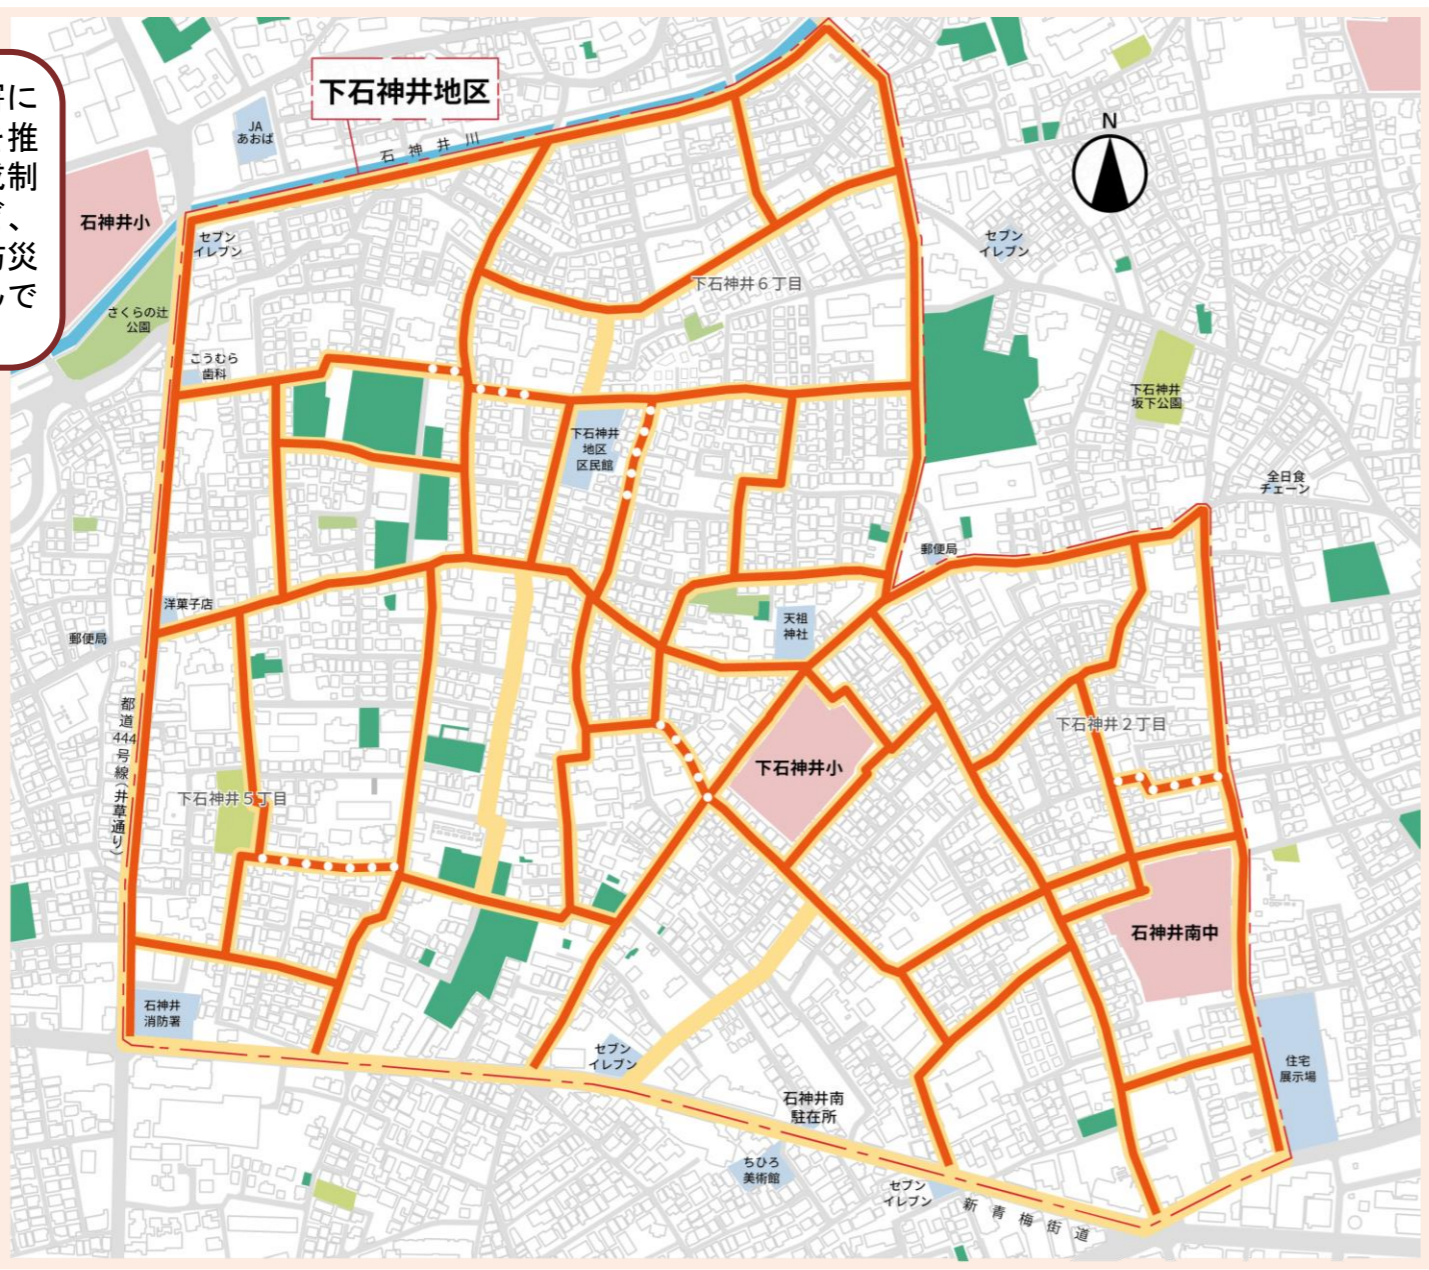 に
推
制
、
災
で
下石神井地区
JA
あおば
石神井川
N
石神井小
セブン
イレブン
さくらの辻
公園
こうむら
歯科
下石神井６丁目
セブン
イレブン
下石神井
坂下公園
下石神井
地区
区民館
全日食
チェーン
郵便局
洋菓子店
郵便局
天祖
神社
都道444号線（井草通り）
下石神井２丁目
下石神井小
下石神井５丁目
石神井南中
石神井
消防署
セブン
イレブン
住宅
展示場
石神井南
駐在所
ちひろ
美術館
セブン
イレブン
新青梅街道